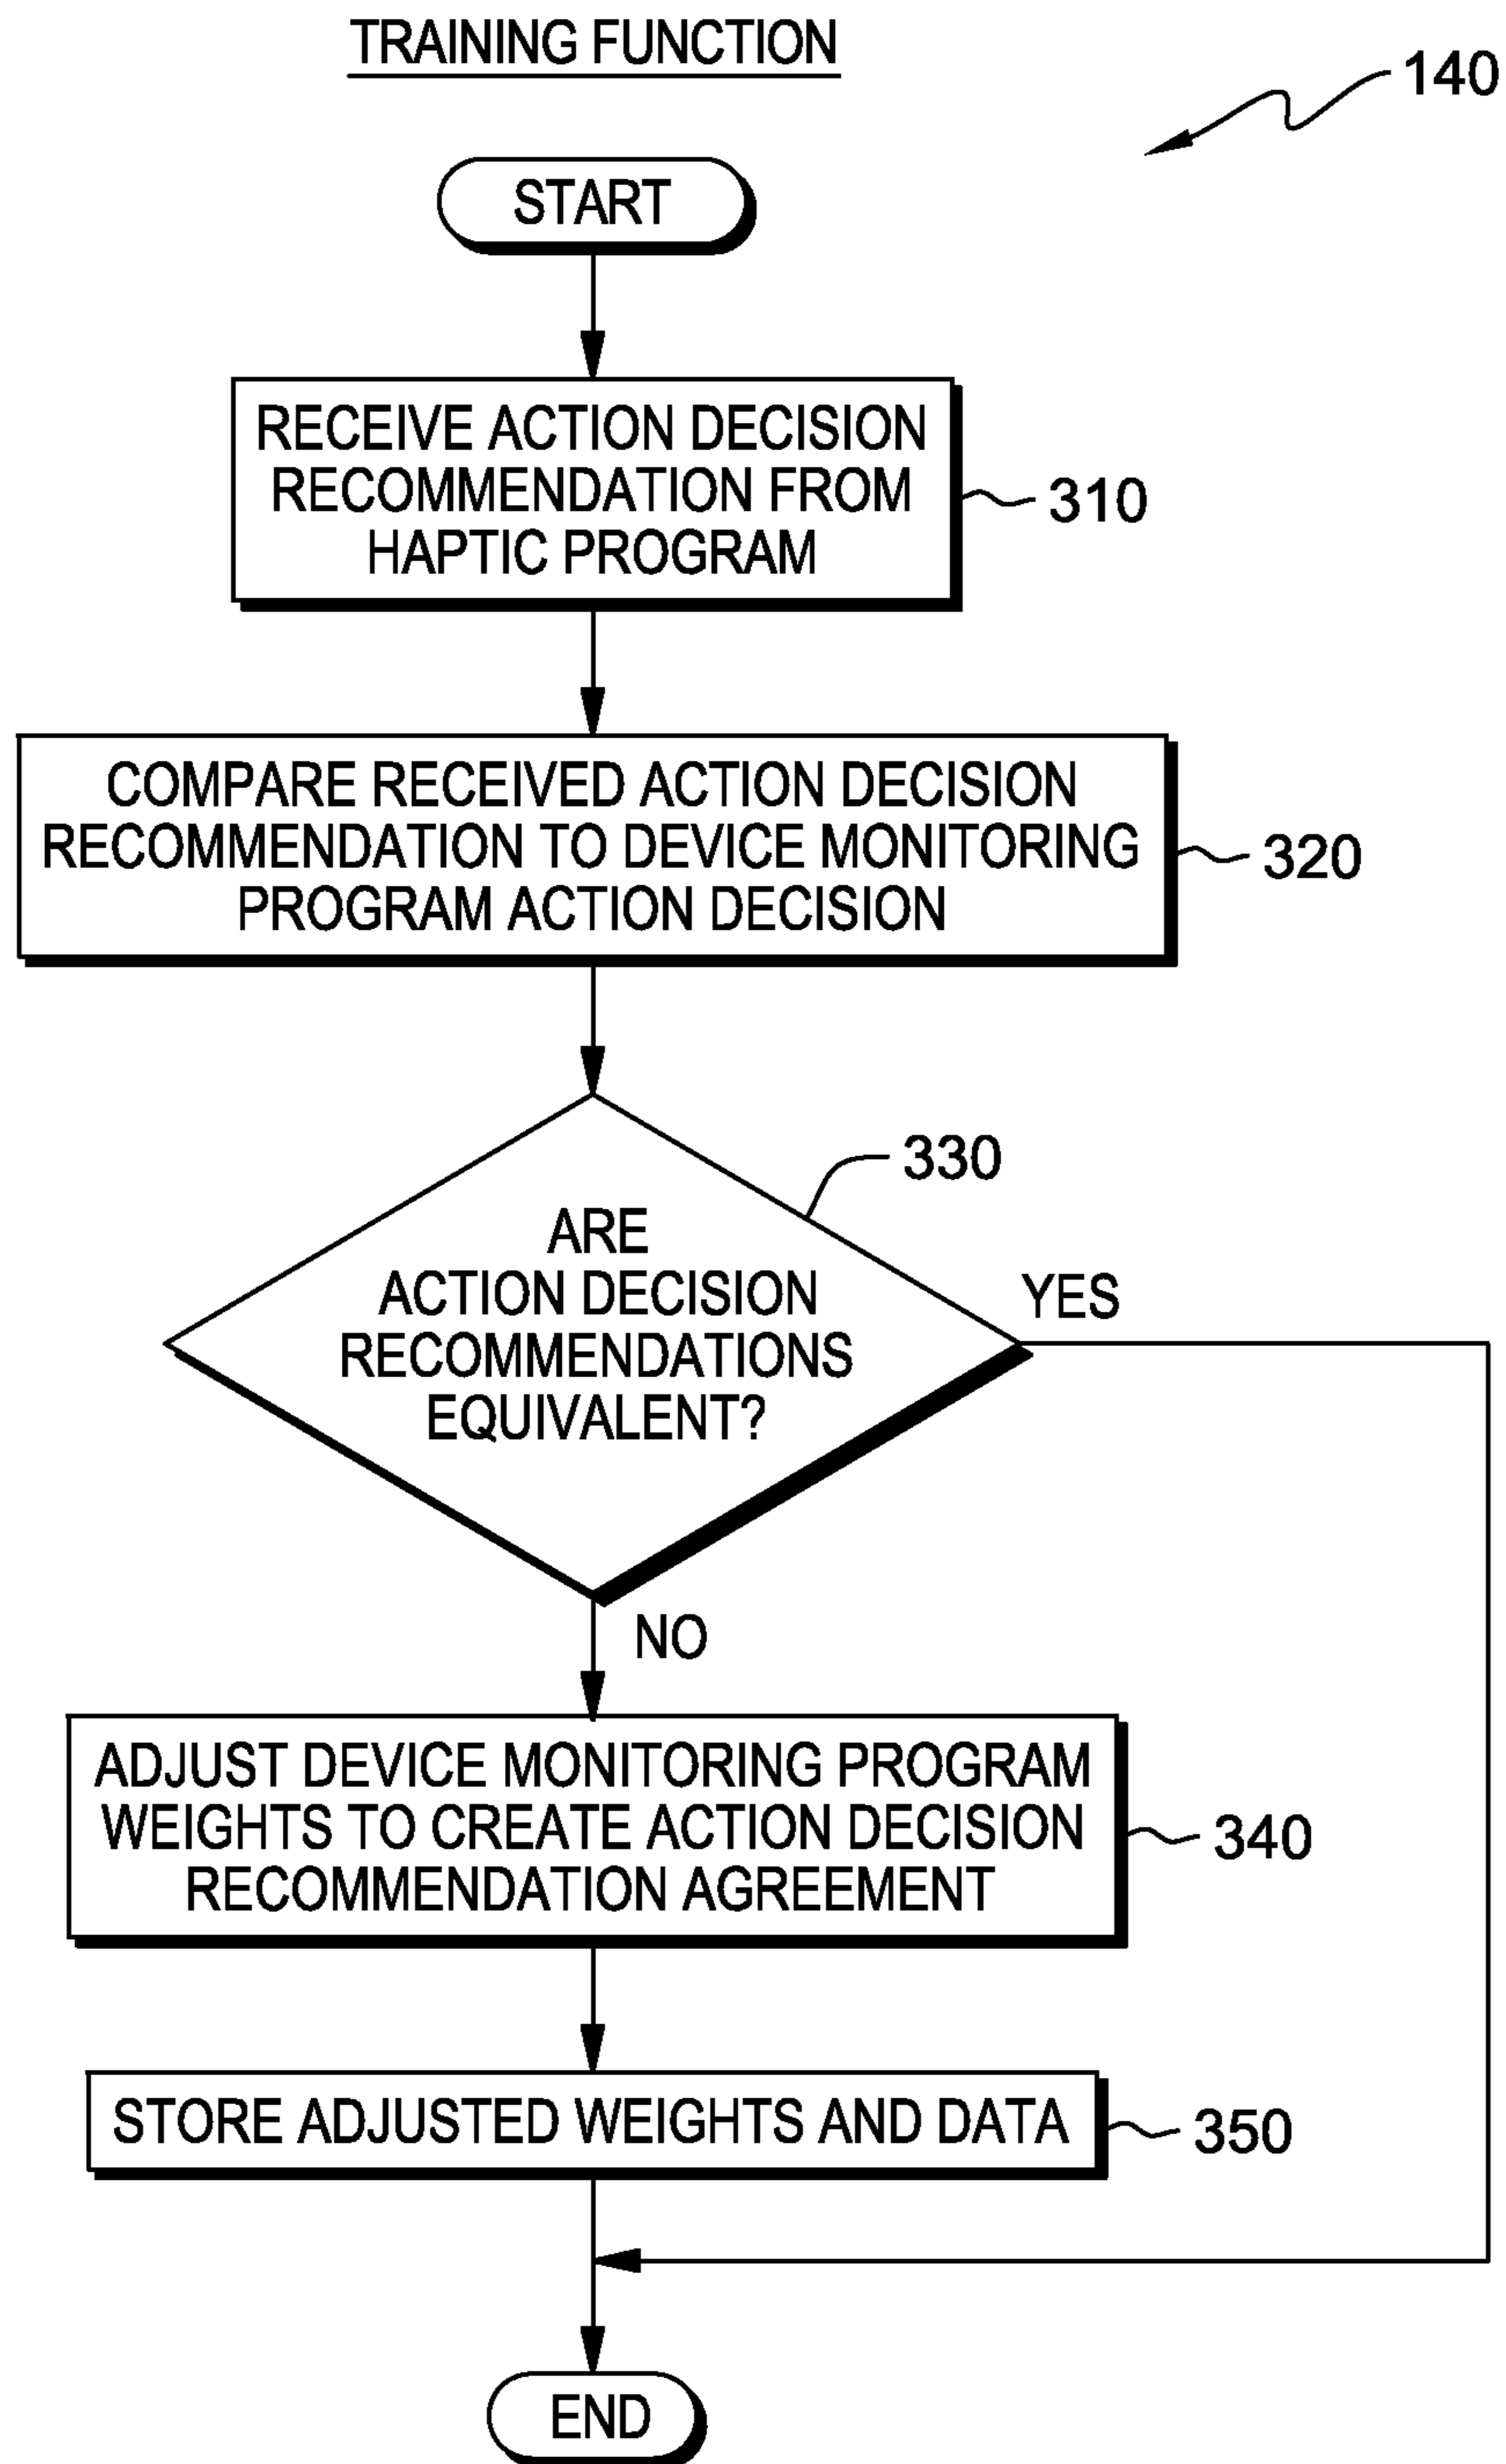 TRAINING FUNCTION
140
START
RECEIVE ACTION DECISION
RECOMMENDATION FROM
HAPTIC PROGRAM
310
COMPARE RECEIVED ACTION DECISION
RECOMMENDATION TO DEVICE MONITORING
PROGRAM ACTION DECISION
320
330
ARE
ACTION DECISION
RECOMMENDATIONS
EQUIVALENT?
YES
NO
ADJUST DEVICE MONITORING PROGRAM
WEIGHTS TO CREATE ACTION DECISION
RECOMMENDATION AGREEMENT
340
STORE ADJUSTED WEIGHTS AND DATA
350
END